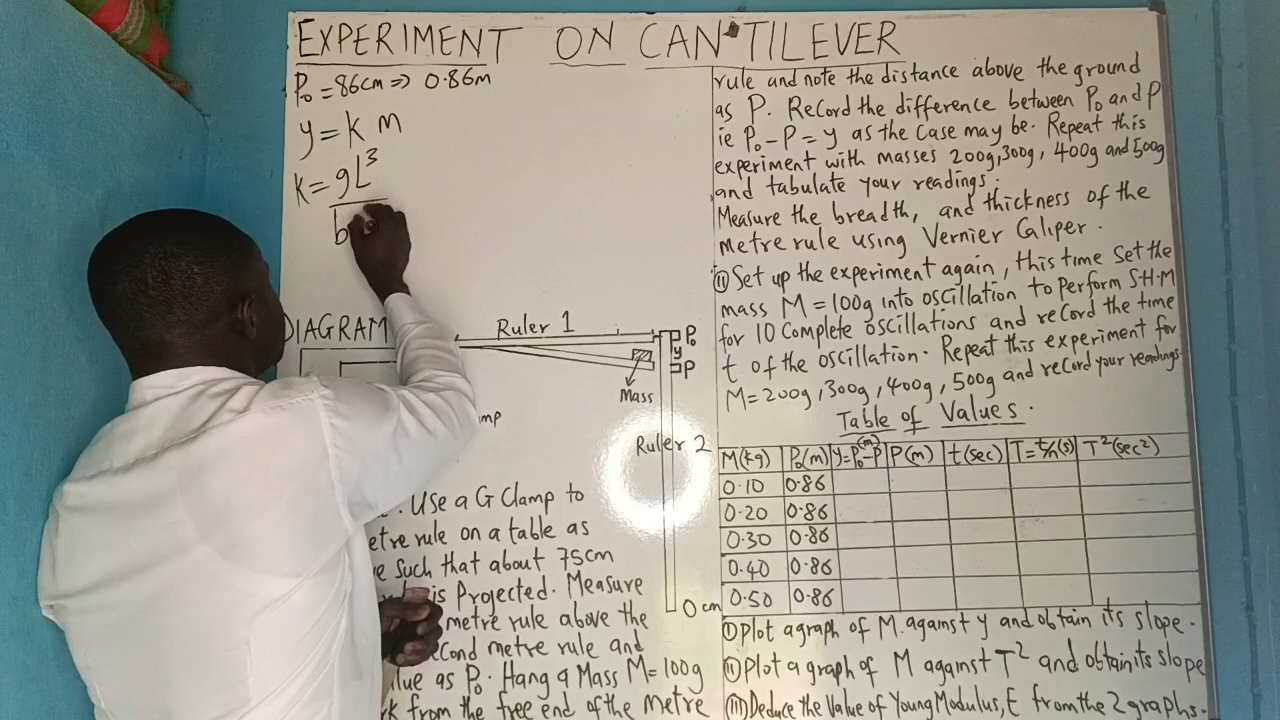 EXPERIMENT ON CANTILEVER
P₀ = 86cm => 0.86m
y = k m
k = gL³
b
DIAGRAM
Ruler 1
P₀
y
P
Mass
Ruler 2
0 cm
. Use a G clamp to
metre rule on a table as
such that about 75cm
is Projected. Measure
metre rule above the
second metre rule and
value as P₀. Hang a Mass M = 100g
from the free end of the metre
rule and note the distance above the ground
as P. Record the difference between P₀ and P
ie P₀ - P = y as the case may be. Repeat this
experiment with masses 200g, 300g, 400g and 500g
and tabulate your readings.
Measure the breadth, and thickness of the
metre rule using Vernier Caliper.
(ii) Set up the experiment again, this time set the
mass M = 100g into oscillation to perform S.H.M
for 10 Complete oscillations and record the time
t of the oscillation. Repeat this experiment for
M = 200g, 300g, 400g, 500g and record your readings.
Table of Values.
M(kg) P₀(m) y=P₀-P (m) P(m) t(sec) T=t/n(s) T²(sec²)
0.10 0.86
0.20 0.86
0.30 0.86
0.40 0.86
0.50 0.86
(i) Plot a graph of M. against y and obtain its slope.
(ii) Plot a graph of M against T² and obtain its slope
(iii) Deduce the Value of Young Modulus, E from the 2 graphs.